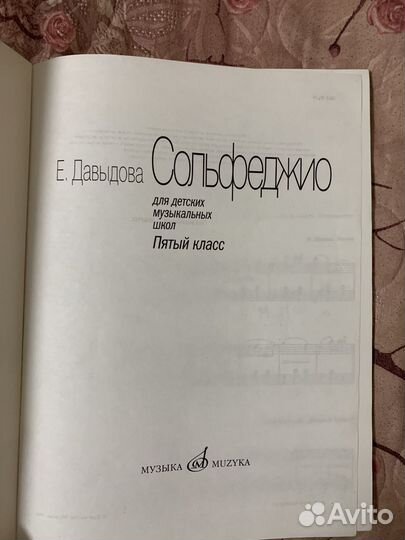 Е. Давыдова Сольфеджио
для детских
музыкальных
школ
Пятый класс
МУЗЫКА MUZYKA
Avito